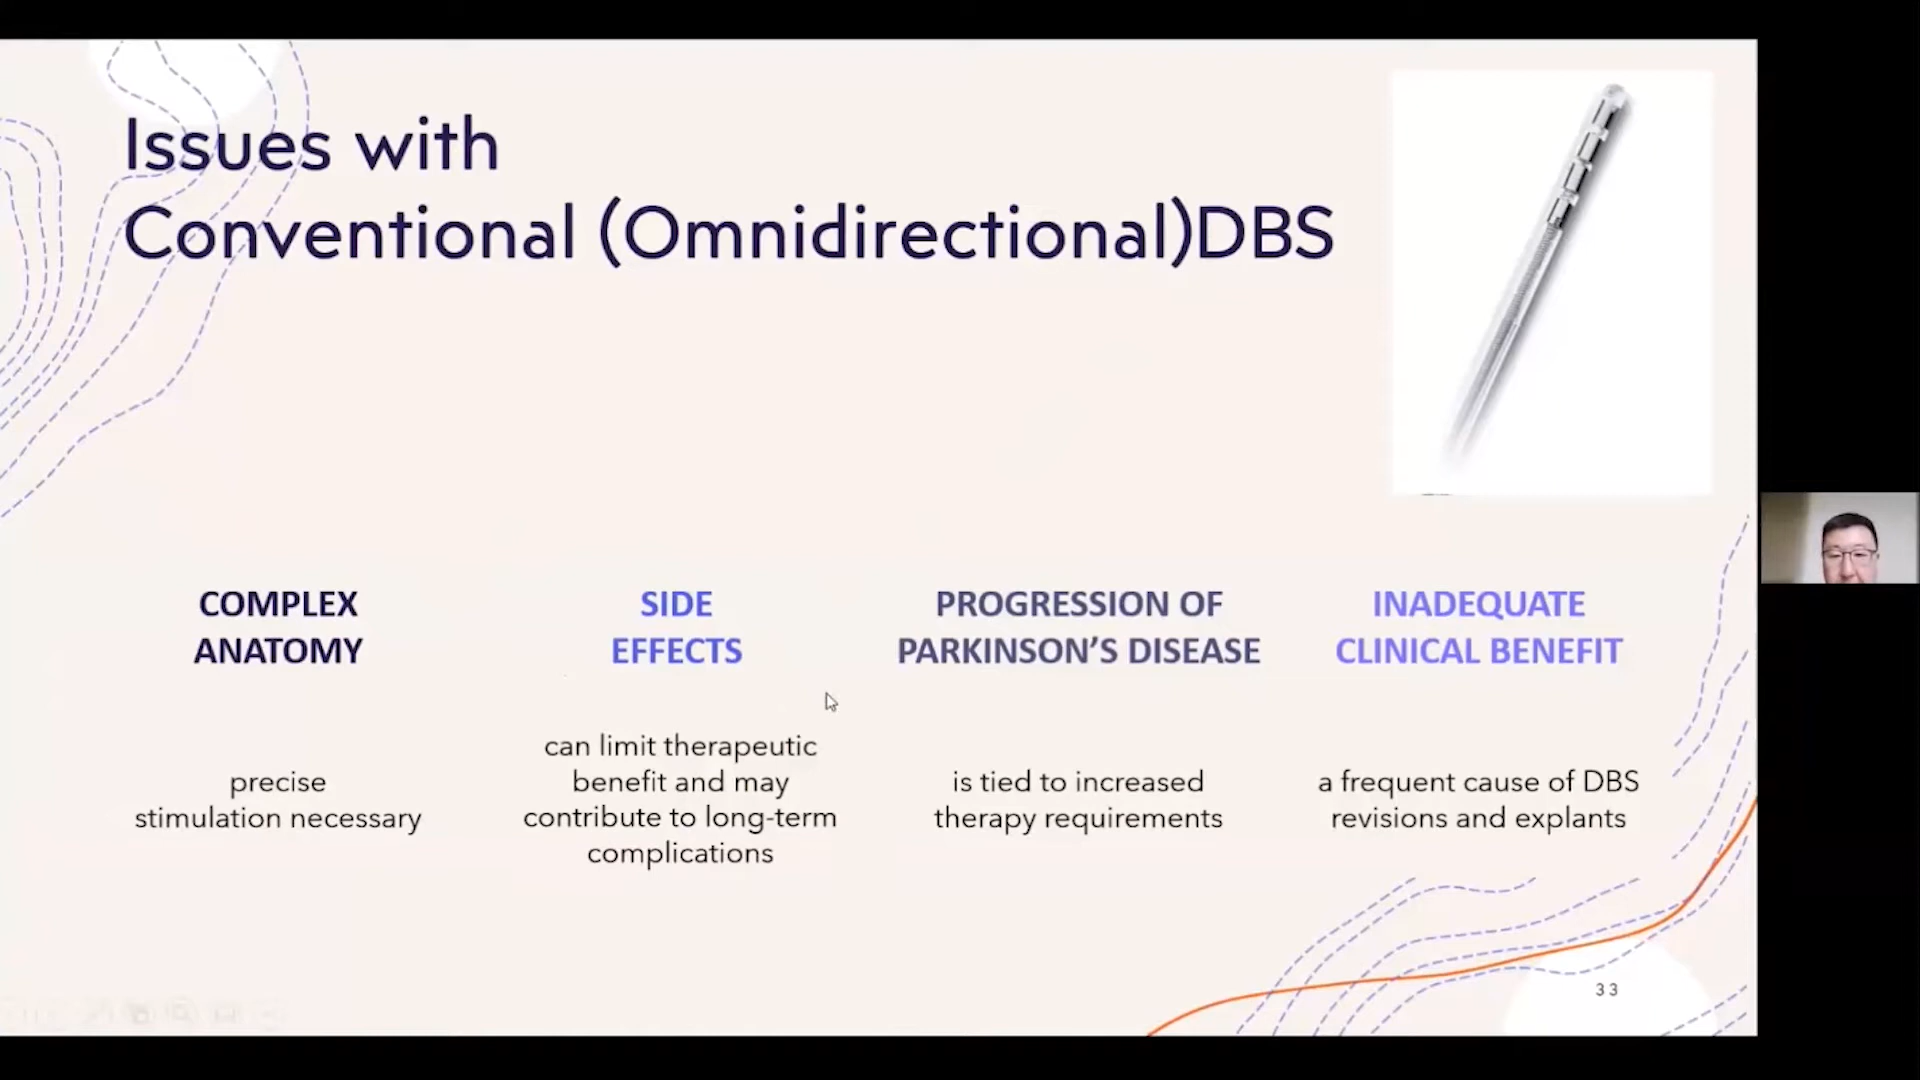 Issues with
Conventional (Omnidirectional)DBS
COMPLEX
ANATOMY
precise
stimulation necessary
SIDE
EFFECTS
can limit therapeutic
benefit and may
contribute to long-term
complications
PROGRESSION OF
PARKINSON'S DISEASE
is tied to increased
therapy requirements
INADEQUATE
CLINICAL BENEFIT
a frequent cause of DBS
revisions and explants
33